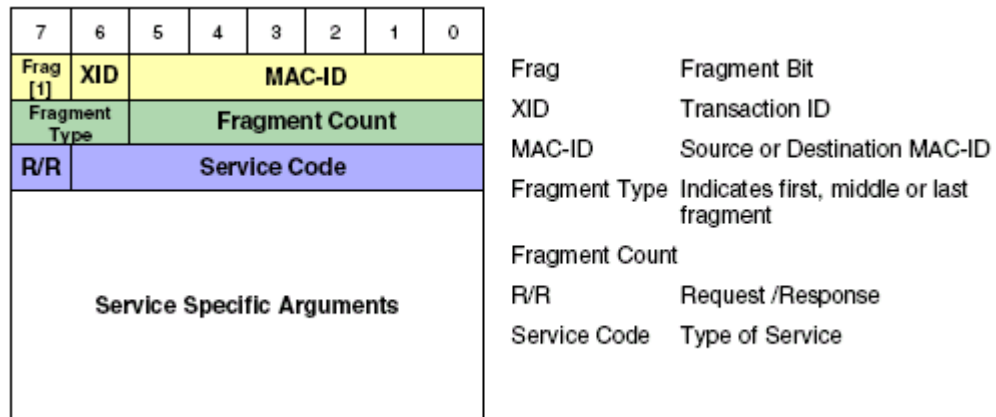 7 6 5 4 3 2 1 0
Frag [1] XID MAC-ID
Fragment Type Fragment Count
R/R Service Code
Service Specific Arguments
Frag Fragment Bit
XID Transaction ID
MAC-ID Source or Destination MAC-ID
Fragment Type Indicates first, middle or last
fragment
Fragment Count
R/R Request /Response
Service Code Type of Service